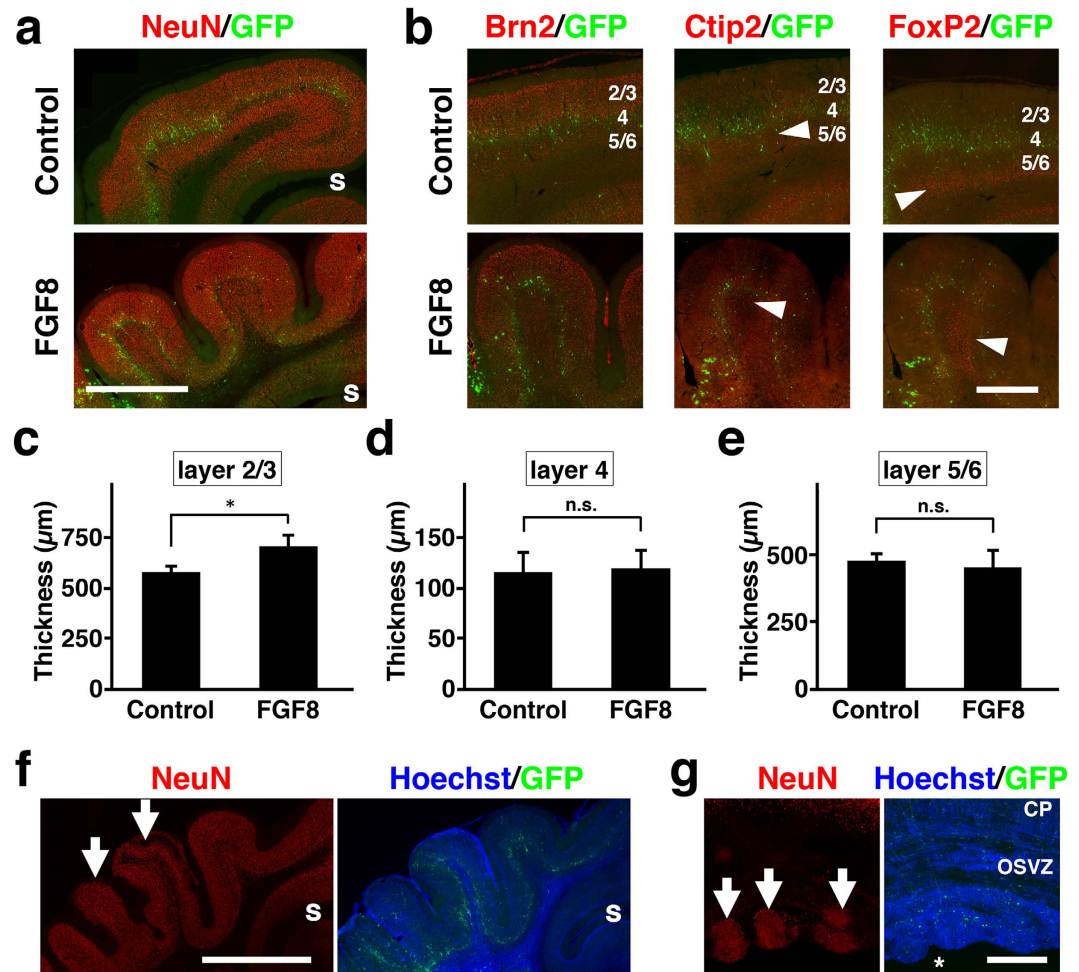 a
NeuN/GFP
Control
S
FGF8
S
b
Brn2/GFP
Ctip2/GFP
FoxP2/GFP
2/3
4
5/6
2/3
4
5/6
2/3
4
5/6
c
layer 2/3
*
Thickness (µm)
750
500
250
0
Control
FGF8
d
layer 4
n.s.
Thickness (µm)
150
100
50
0
Control
FGF8
e
layer 5/6
n.s.
Thickness (µm)
500
250
0
Control
FGF8
f
NeuN
Hoechst/GFP
S
S
g
NeuN
Hoechst/GFP
CP
OSVZ
*